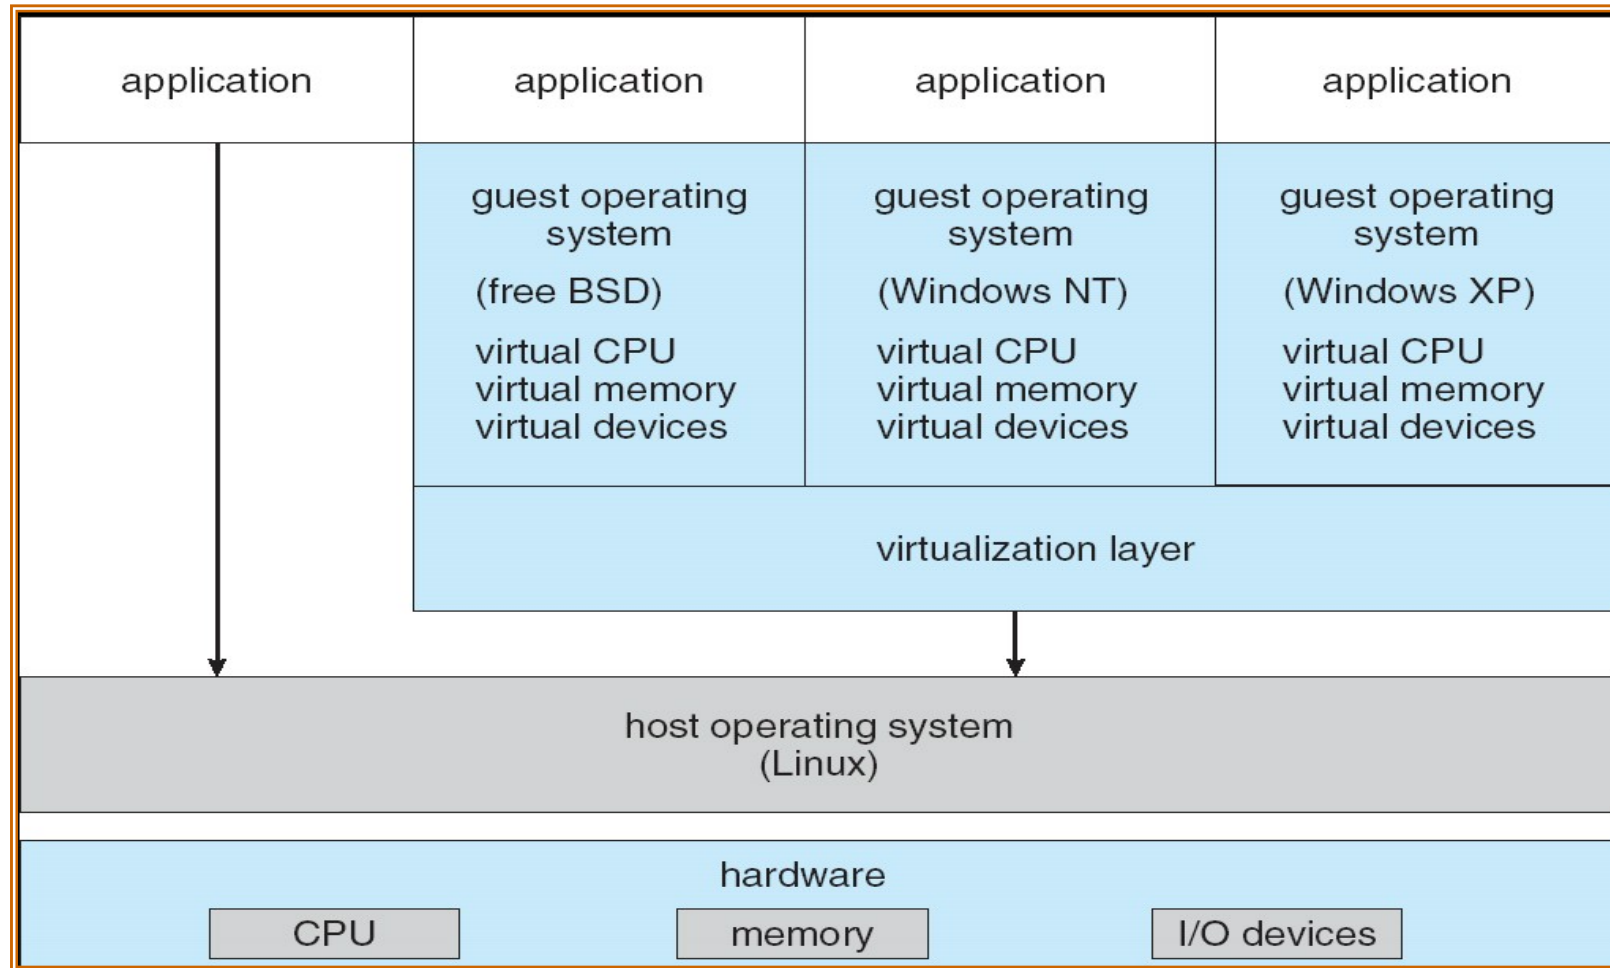 application
application
application
application
guest operating
system
(free BSD)
virtual CPU
virtual memory
virtual devices
guest operating
system
(Windows NT)
virtual CPU
virtual memory
virtual devices
guest operating
system
(Windows XP)
virtual CPU
virtual memory
virtual devices
virtualization layer
host operating system
(Linux)
hardware
CPU
memory
I/O devices